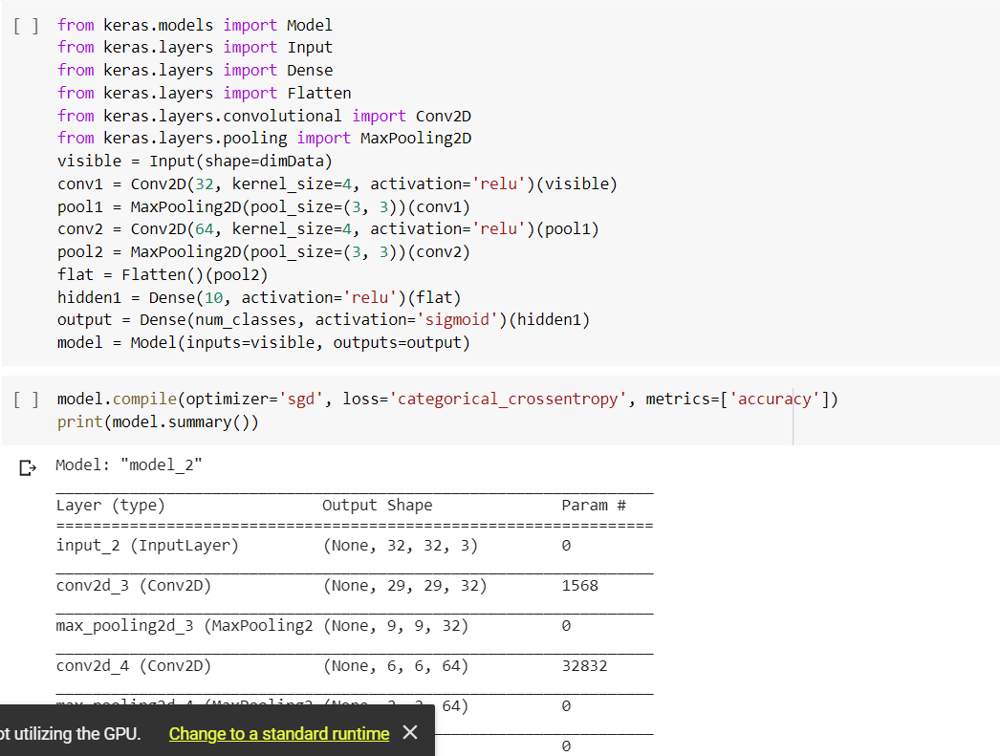 [ ] from keras.models import Model
from keras.layers import Input
from keras.layers import Dense
from keras.layers import Flatten
from keras.layers.convolutional import Conv2D
from keras.layers.pooling import MaxPooling2D
visible = Input(shape=dimData)
conv1 = Conv2D(32, kernel_size=4, activation='relu')(visible)
pool1 = MaxPooling2D(pool_size=(3, 3))(conv1)
conv2 = Conv2D(64, kernel_size=4, activation='relu')(pool1)
pool2 = MaxPooling2D(pool_size=(3, 3))(conv2)
flat = Flatten()(pool2)
hidden1 = Dense(10, activation='relu')(flat)
output = Dense(num_classes, activation='sigmoid')(hidden1)
model = Model(inputs=visible, outputs=output)
[ ] model.compile(optimizer='sgd', loss='categorical_crossentropy', metrics=['accuracy'])
print(model.summary())
Model: "model_2"
_________________________________________________________________
Layer (type) Output Shape Param #
=================================================================
input_2 (InputLayer) (None, 32, 32, 3) 0
_________________________________________________________________
conv2d_3 (Conv2D) (None, 29, 29, 32) 1568
_________________________________________________________________
max_pooling2d_3 (MaxPooling2 (None, 9, 9, 32) 0
_________________________________________________________________
conv2d_4 (Conv2D) (None, 6, 6, 64) 32832
_________________________________________________________________
max_pooling2d_4 (MaxPooling2 (None, 2, 2, 64) 0
0
ot utilizing the GPU. Change to a standard runtime